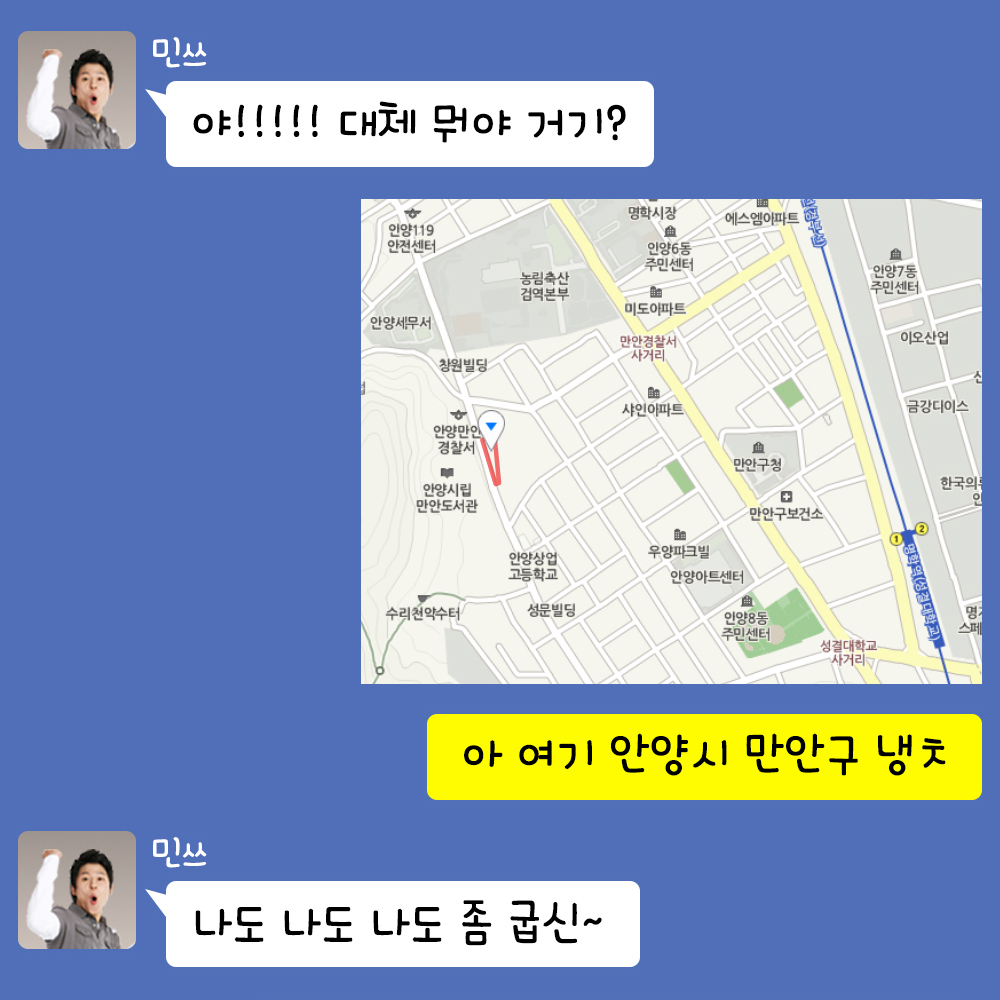 민쓰
야!!!!! 대체 뭐야 거기?
명학시장
에스엠아파트
안양119
안전센터
안양6동
주민센터
안양7동
주민센터
농림축산
검역본부
미도아파트
안양세무서
이오산업
만안경찰서
사거리
창원빌딩
샤인아파트
금강디이스
안양만안
경찰서
만안구청
안양시립
만안도서관
한국의류
만안구보건소
2
1
우양파크빌
명학역(성결대학교)
안양상업
고등학교
안양아트센터
수리천약수터
성문빌딩
안양8동
주민센터
성결대학교
사거리
아 여기 안양시 만안구 냉ㅊ
민쓰
나도 나도 나도 좀 굽신~